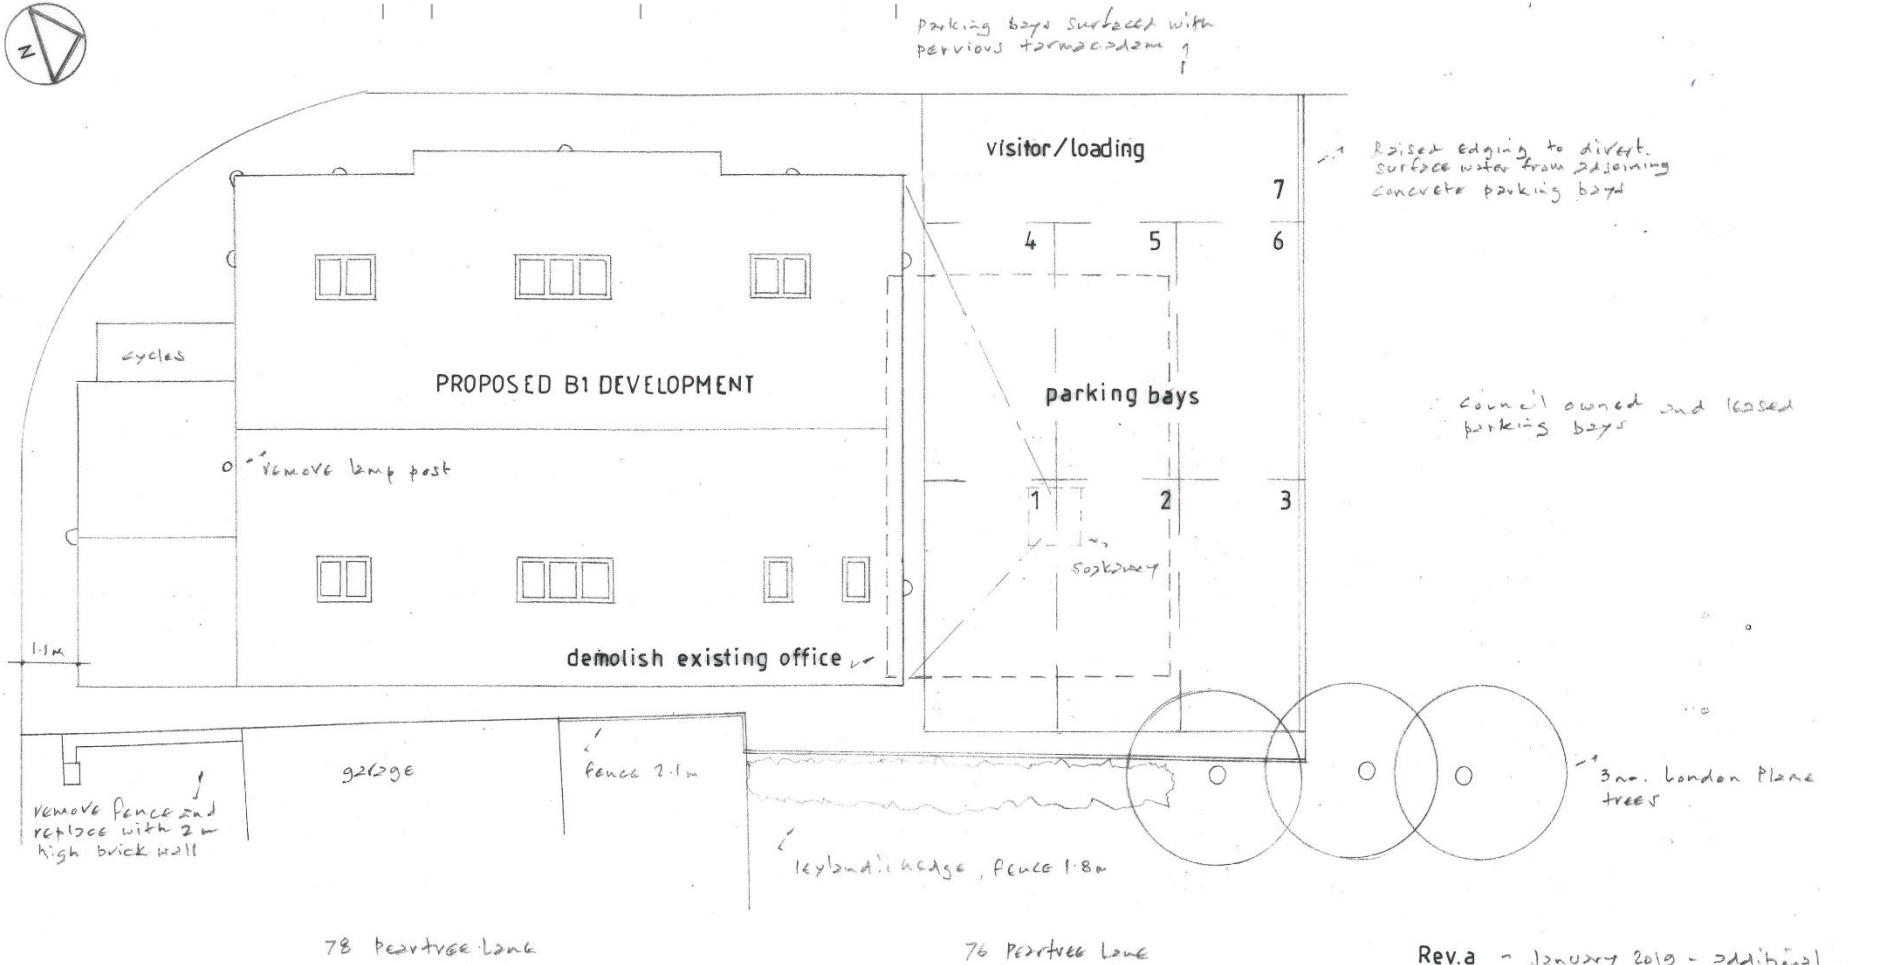 N
parking bays surfaced with
pervious tarmacadam
visitor/loading
7
Raised edging to divert
surface water from adjoining
concrete parking bays
4
5
6
cycles
PROPOSED B1 DEVELOPMENT
parking bays
council owned and leased
parking bays
remove lamp post
1
2
3
soakaway
1.1m
demolish existing office
garage
fence 2.1m
remove fence and
replace with 2m
high brick wall
3no. London Plane
trees
leylandii hedge, fence 1.8m
78 Peartree Lane
76 Peartree Lane
Rev.a - January 2019 - additional